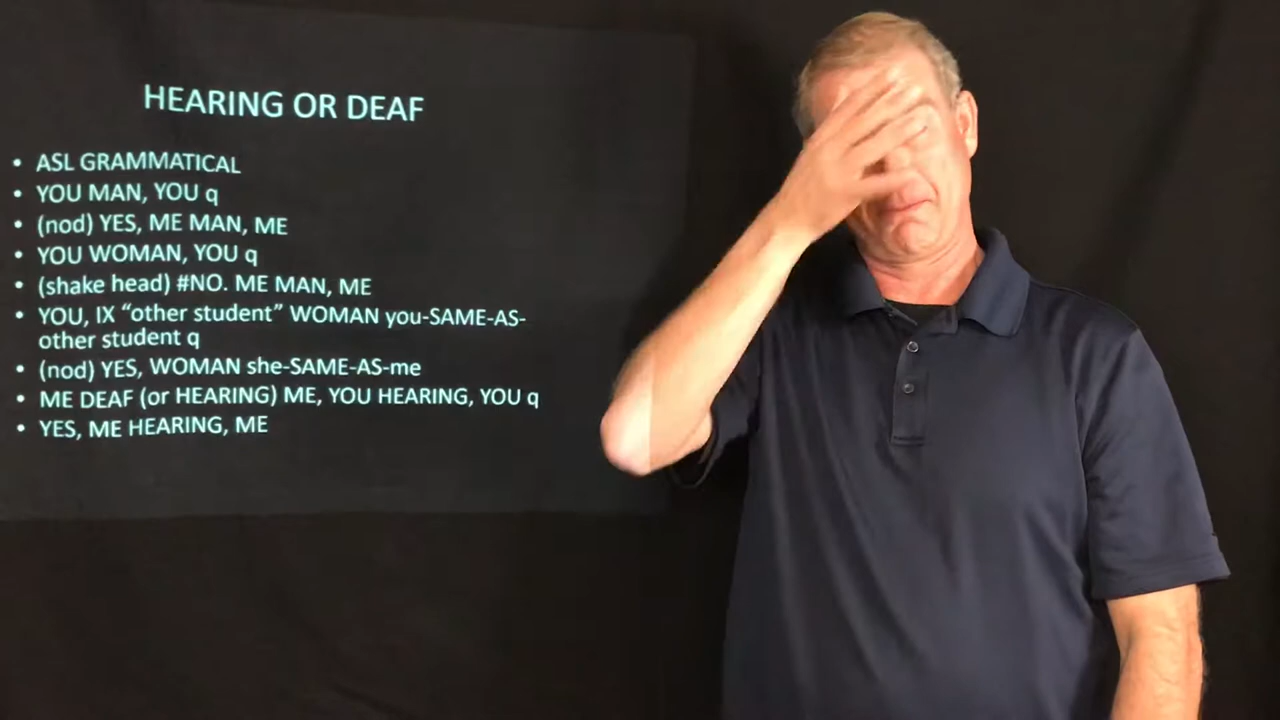 HEARING OR DEAF
• ASL GRAMMATICAL
• YOU MAN, YOU q
• (nod) YES, ME MAN, ME
• YOU WOMAN, YOU q
• (shake head) #NO. ME MAN, ME
• YOU, IX “other student” WOMAN you-SAME-AS-
other student q
• (nod) YES, WOMAN she-SAME-AS-me
• ME DEAF (or HEARING) ME, YOU HEARING, YOU q
• YES, ME HEARING, ME